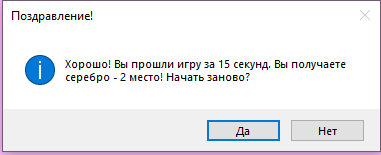 Поздравление!
Хорошо! Вы прошли игру за 15 секунд. Вы получаете
серебро - 2 место! Начать заново?
Да
Нет